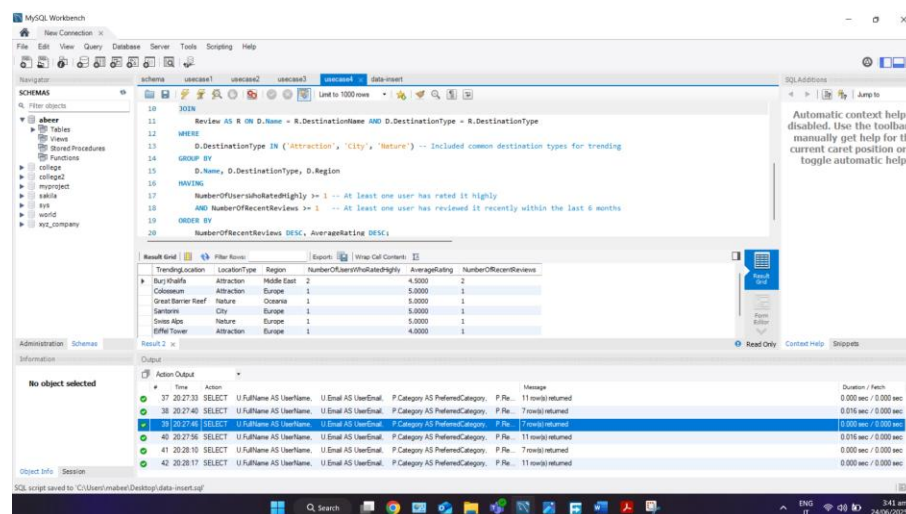 MySQL Workbench
New Connection ×
File Edit View Query Database Server Tools Scripting Help
Navigator
SCHEMAS
Filter objects
abeer
Tables
Views
Stored Procedures
Functions
college
college2
myproject
sakila
sys
world
xyz_company
Administration Schemas
Information
No object selected
Object Info Session
schema usecase1 usecase2 usecase3 usecase4 × data-insert
Limit to 1000 rows
10 JOIN
11 Review AS R ON D.Name = R.DestinationName AND D.DestinationType = R.DestinationType
12 WHERE
13 D.DestinationType IN ('Attraction', 'City', 'Nature') -- Included common destination types for trending
14 GROUP BY
15 D.Name, D.DestinationType, D.Region
16 HAVING
17 NumberOfUsersWhoRatedHighly >= 1 -- At least one user has rated it highly
18 AND NumberOfRecentReviews >= 1 -- At least one user has reviewed it recently within the last 6 months
19 ORDER BY
20 NumberOfRecentReviews DESC, AverageRating DESC;
Result Grid Filter Rows: Export: Wrap Cell Content:
TrendingLocation LocationType Region NumberOfUsersWhoRatedHighly AverageRating NumberOfRecentReviews
Burj Khalifa Attraction Middle East 2 4.5000 2
Colosseum Attraction Europe 1 5.0000 1
Great Barrier Reef Nature Oceania 1 5.0000 1
Santorini City Europe 1 5.0000 1
Swiss Alps Nature Europe 1 5.0000 1
Eiffel Tower Attraction Europe 1 4.0000 1
Result Grid
Form Editor
Result 2 × Read Only
Output
Action Output
# Time Action Message Duration / Fetch
37 20:27:33 SELECT U.FullName AS UserName, U.Email AS UserEmail, P.Category AS PreferredCategory, P.Re... 11 row(s) returned 0.000 sec / 0.000 sec
38 20:27:40 SELECT U.FullName AS UserName, U.Email AS UserEmail, P.Category AS PreferredCategory, P.Re... 7 row(s) returned 0.016 sec / 0.000 sec
39 20:27:46 SELECT U.FullName AS UserName, U.Email AS UserEmail, P.Category AS PreferredCategory, P.Re... 7 row(s) returned 0.000 sec / 0.000 sec
40 20:27:56 SELECT U.FullName AS UserName, U.Email AS UserEmail, P.Category AS PreferredCategory, P.Re... 11 row(s) returned 0.016 sec / 0.000 sec
41 20:28:10 SELECT U.FullName AS UserName, U.Email AS UserEmail, P.Category AS PreferredCategory, P.Re... 7 row(s) returned 0.000 sec / 0.000 sec
42 20:28:17 SELECT U.FullName AS UserName, U.Email AS UserEmail, P.Category AS PreferredCategory, P.Re... 11 row(s) returned 0.000 sec / 0.000 sec
SQLAdditions
Jump to
Automatic context help
disabled. Use the toolbar
manually get help for t
current caret position or
toggle automatic help
Context Help Snippets
SQL script saved to 'C:\Users\mabee\Desktop\data-insert.sql'
Search
ENG
IT
3:41 am
24/06/202